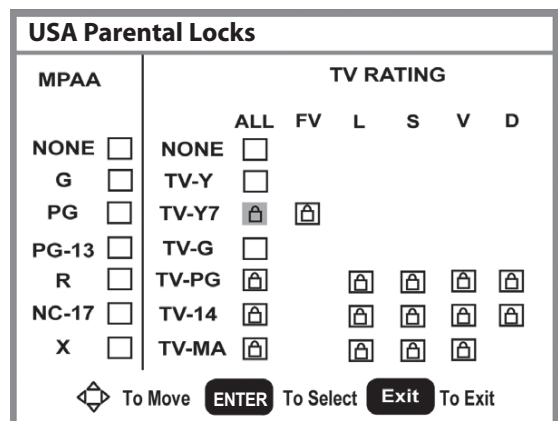 USA Parental Locks
MPAA TV RATING
ALL FV L S V D
NONE NONE
G TV-Y
PG TV-Y7
PG-13 TV-G
R TV-PG
NC-17 TV-14
X TV-MA
To Move ENTER To Select Exit To Exit